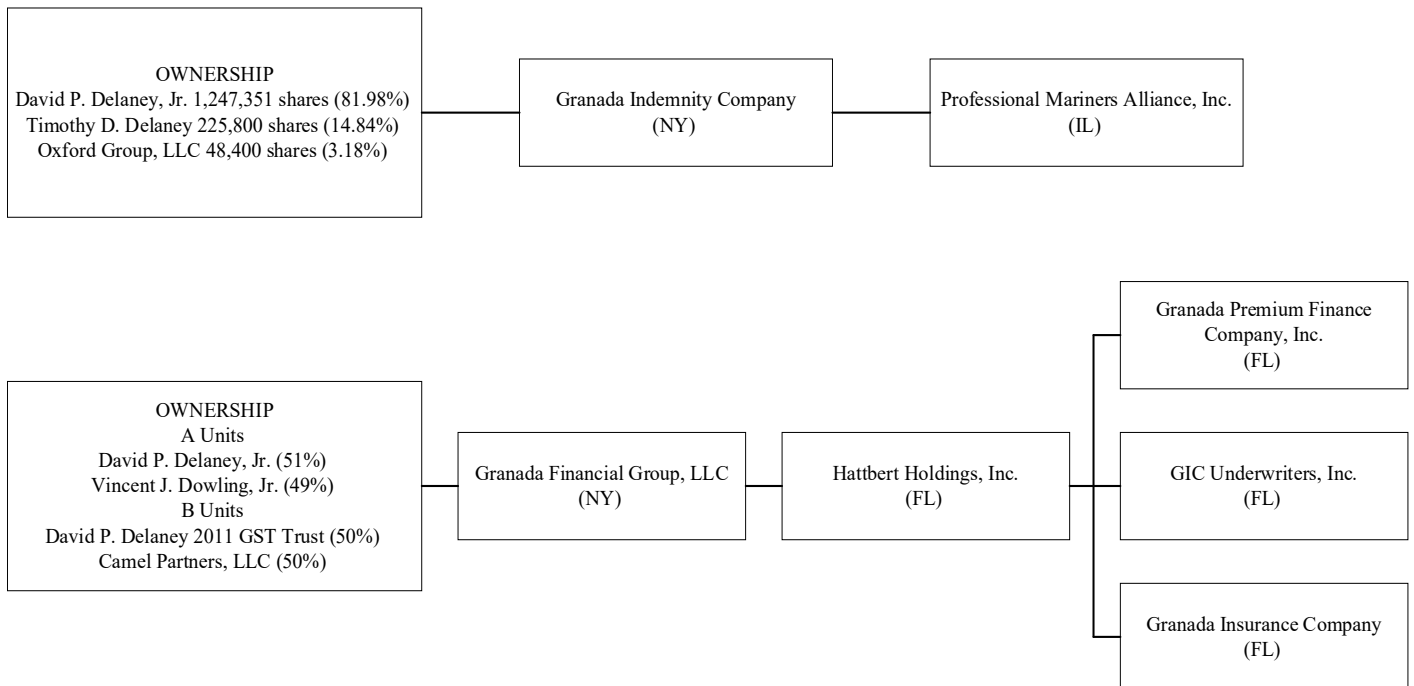 OWNERSHIP
David P. Delaney, Jr. 1,247,351 shares (81.98%)
Timothy D. Delaney 225,800 shares (14.84%)
Oxford Group, LLC 48,400 shares (3.18%)
Granada Indemnity Company
(NY)
Professional Mariners Alliance, Inc.
(IL)
OWNERSHIP
A Units
David P. Delaney, Jr. (51%)
Vincent J. Dowling, Jr. (49%)
B Units
David P. Delaney 2011 GST Trust (50%)
Camel Partners, LLC (50%)
Granada Financial Group, LLC
(NY)
Hattbert Holdings, Inc.
(FL)
Granada Premium Finance
Company, Inc.
(FL)
GIC Underwriters, Inc.
(FL)
Granada Insurance Company
(FL)